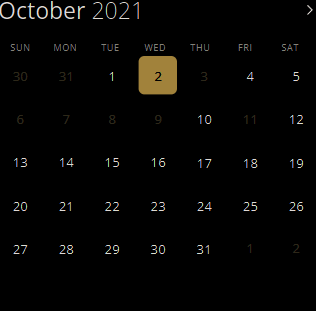 October 2021
SUN MON TUE WED THU FRI SAT
30 31 1 2 3 4 5
6 7 8 9 10 11 12
13 14 15 16 17 18 19
20 21 22 23 24 25 26
27 28 29 30 31 1 2